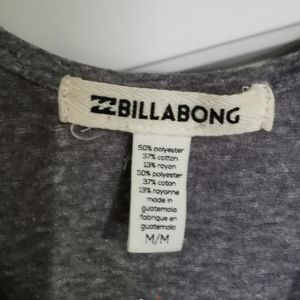 BILLABONG
50% polyester
37% cotton
13% rayon
50% polyester
37% coton
13% rayonne
made in
guatemala
fabrique en
guatemala
M/M